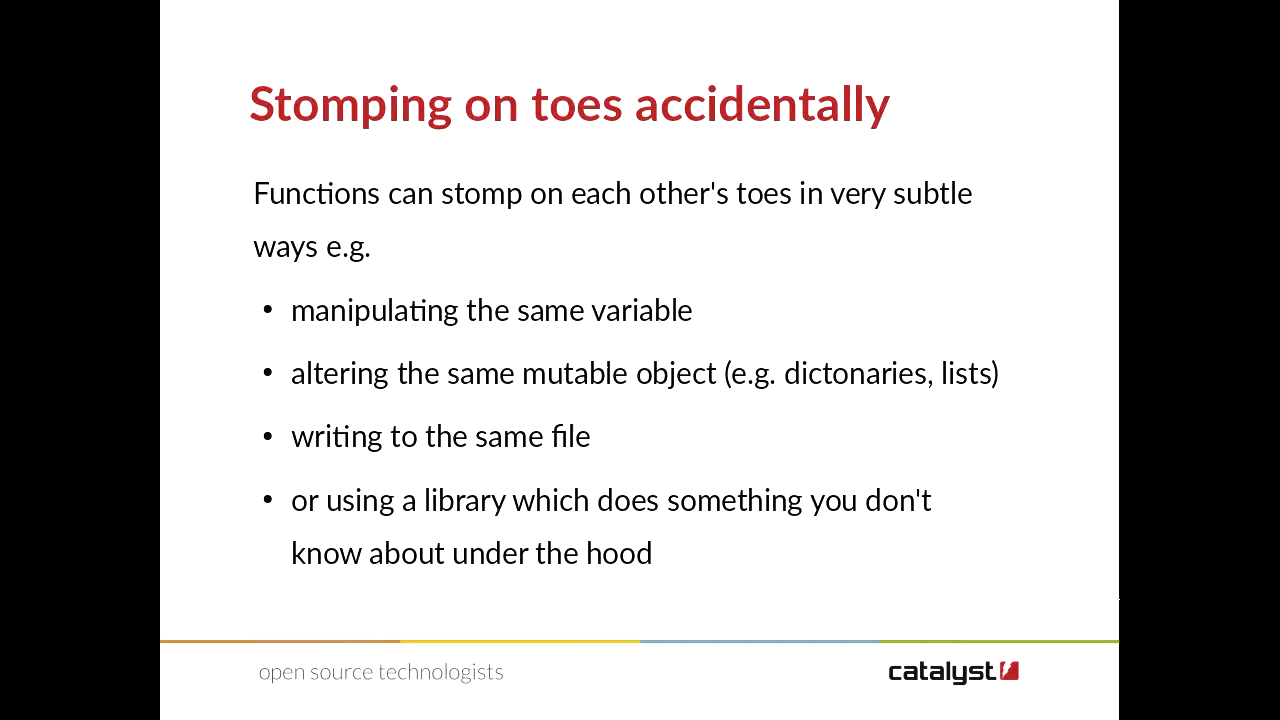 Stomping on toes accidentally
Functions can stomp on each other's toes in very subtle
ways e.g.
• manipulating the same variable
• altering the same mutable object (e.g. dictonaries, lists)
• writing to the same file
• or using a library which does something you don't
know about under the hood
open source technologists
catalyst